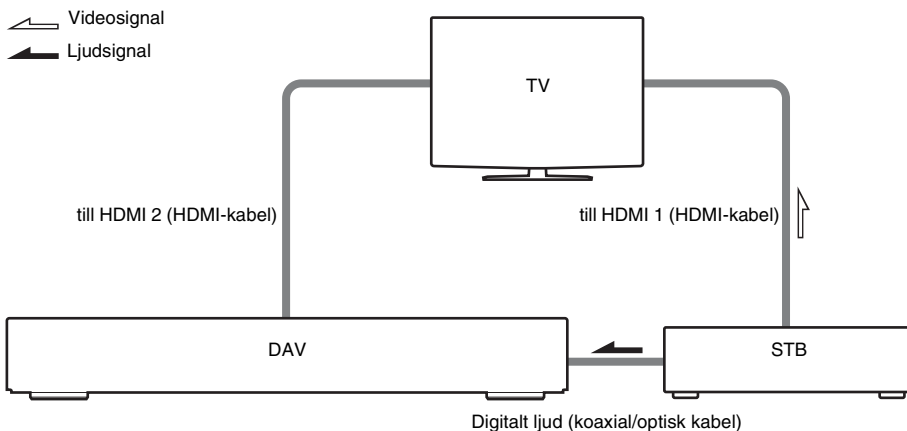 Videosignal
Ljudsignal
TV
till HDMI 2 (HDMI-kabel)
till HDMI 1 (HDMI-kabel)
DAV
STB
Digitalt ljud (koaxial/optisk kabel)